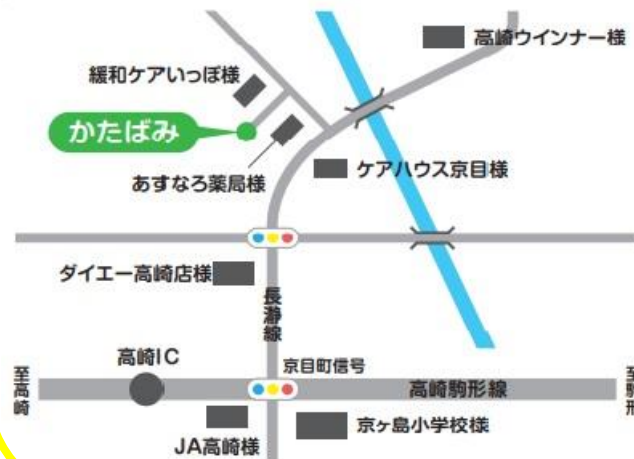 高崎ウインナー様
緩和ケアいっぽ様
かたばみ
あすなろ薬局様
ケアハウス京目様
ダイエー高崎店様
長瀞線
高崎IC
京目町信号
至高崎
高崎駒形線
至駒形
JA高崎様
京ヶ島小学校様